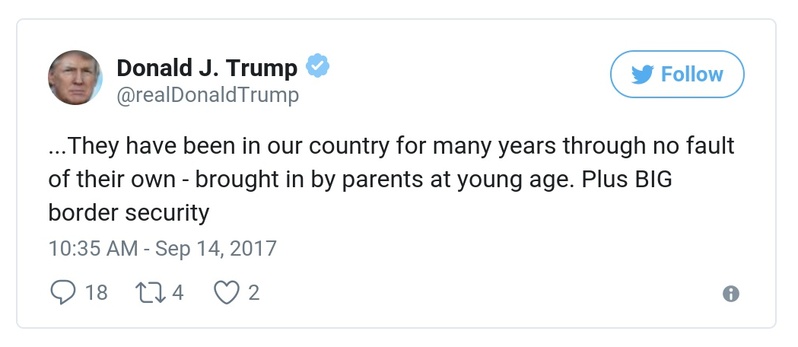 Donald J. Trump
@realDonaldTrump
Follow
...They have been in our country for many years through no fault
of their own - brought in by parents at young age. Plus BIG
border security
10:35 AM - Sep 14, 2017
18 4 2